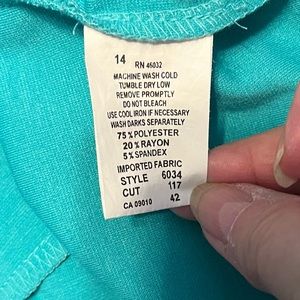 14 RN 46032
MACHINE WASH COLD
TUMBLE DRY LOW
REMOVE PROMPTLY
DO NOT BLEACH
USE COOL IRON IF NECESSARY
WASH DARKS SEPARATELY
75%POLYESTER
20%RAYON
5%SPANDEX
IMPORTED FABRIC
STYLE 6034
CUT 117
CA 09010 42